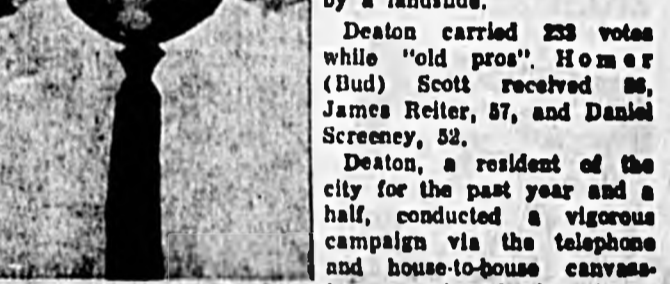 by a landslide.
Deaton carried 233 votes
while "old pros". Homer
(Bud) Scott received
James Reiter, 57, and Daniel
Screeney, 52.
Deaton, a resident of the
city for the past year and a
half, conducted a vigorous
campaign via the telephone
and house-to-house canvass-